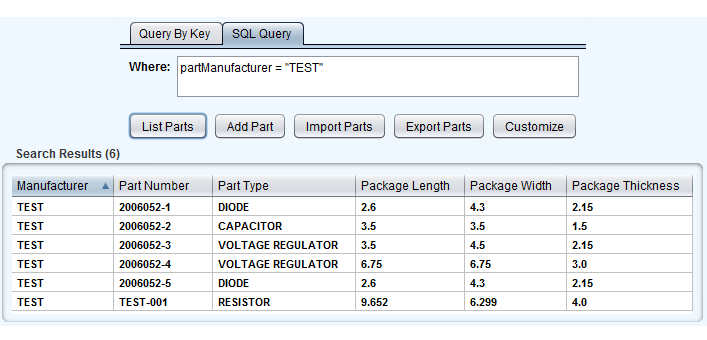 Query By Key SQL Query
Where: partManufacturer = "TEST"
List Parts Add Part Import Parts Export Parts Customize
Search Results (6)
Manufacturer Part Number Part Type Package Length Package Width Package Thickness
TEST 2006052-1 DIODE 2.6 4.3 2.15
TEST 2006052-2 CAPACITOR 3.5 3.5 1.5
TEST 2006052-3 VOLTAGE REGULATOR 3.5 4.5 2.15
TEST 2006052-4 VOLTAGE REGULATOR 6.75 6.75 3.0
TEST 2006052-5 DIODE 2.6 4.3 2.15
TEST TEST-001 RESISTOR 9.652 6.299 4.0